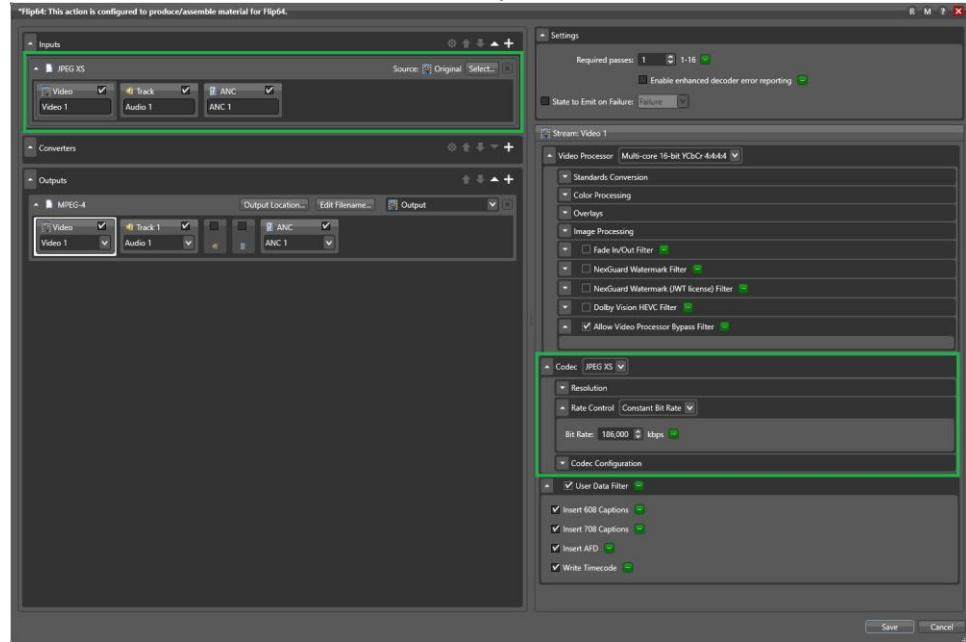 *Flip64: This action is configured to produce/assemble material for Flip64.
R M ? X
Inputs
JPEG XS Source: Original Select...
Video Track ANC
Video 1 Audio 1 ANC 1
Converters
Outputs
MPEG-4 Output Location... Edit Filename... Output
Video Track 1 ANC
Video 1 Audio 1 ANC 1
Settings
Required passes: 1 1-16
Enable enhanced decoder error reporting
State to Emit on Failure: Failure
Stream: Video 1
Video Processor Multi-core 16-bit YCbCr 4:4:4:4
Standards Conversion
Color Processing
Overlays
Image Processing
Fade In/Out Filter
NexGuard Watermark Filter
NexGuard Watermark (JWT license) Filter
Dolby Vision HEVC Filter
Allow Video Processor Bypass Filter
Codec JPEG XS
Resolution
Rate Control Constant Bit Rate
Bit Rate: 186,000 kbps
Codec Configuration
User Data Filter
Insert 608 Captions
Insert 708 Captions
Insert AFD
Write Timecode
Save Cancel